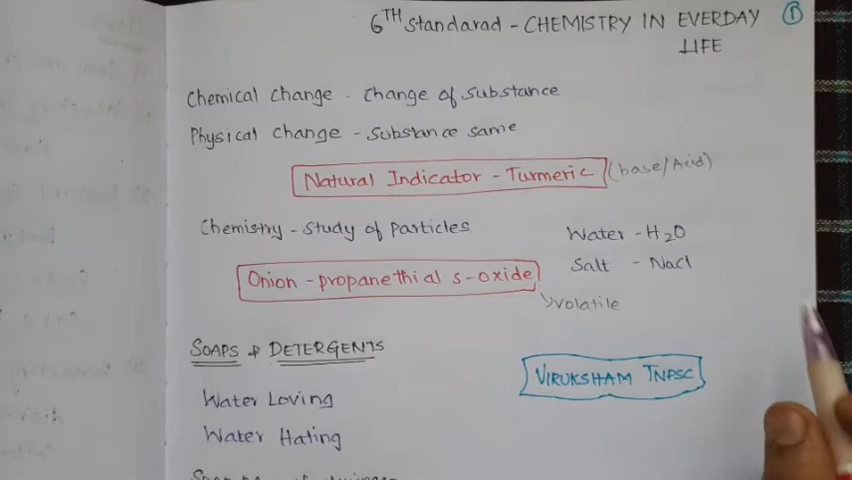 6TH Standarad - CHEMISTRY IN EVERDAY LIFE
1
Chemical Change - Change of Substance
Physical Change - Substance same
Natural Indicator - Turmeric (base/Acid)
Chemistry - Study of Particles
Water - H2O
Salt - Nacl
Onion - propanethial s-oxide
volatile
SOAPS & DETERGENTS
VIRUKSHAM TNPSC
Water Loving
Water Hating